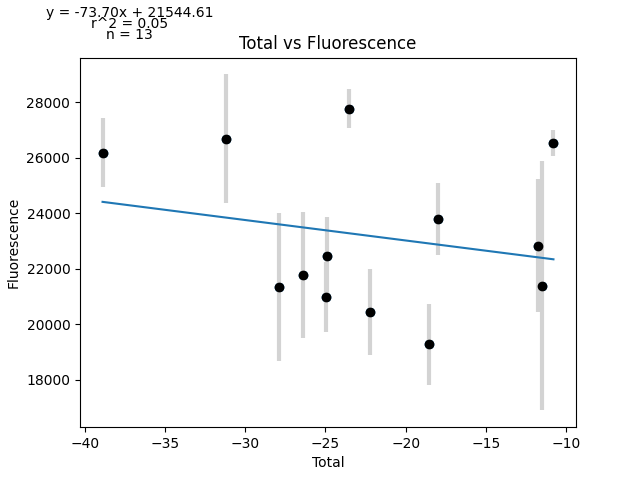 y = -73.70x + 21544.61
r^2 = 0.05
n = 13
Total vs Fluorescence
Fluorescence
28000
26000
24000
22000
20000
18000
−40
−35
−30
−25
−20
−15
−10
Total